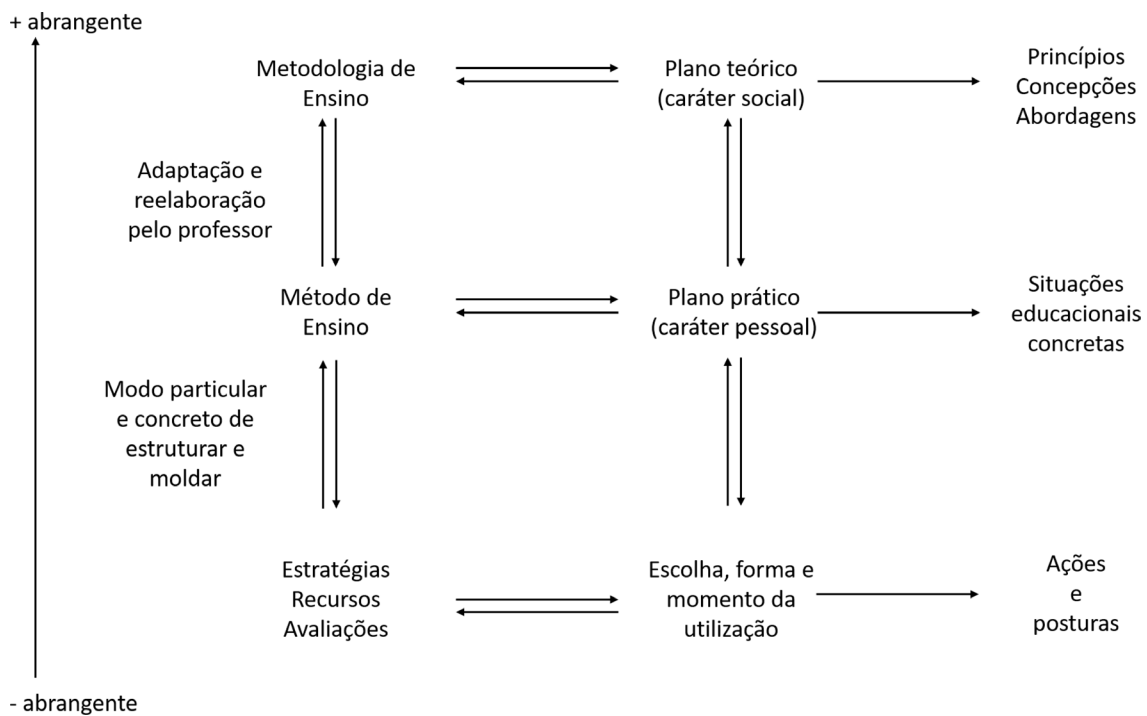 + abrangente
Metodologia de
Ensino
Plano teórico
(caráter social)
Princípios
Concepções
Abordagens
Adaptação e
reelaboração
pelo professor
Método de
Ensino
Plano prático
(caráter pessoal)
Situações
educacionais
concretas
Modo particular
e concreto de
estruturar e
moldar
Estratégias
Recursos
Avaliações
Escolha, forma e
momento da
utilização
Ações
e
posturas
- abrangente